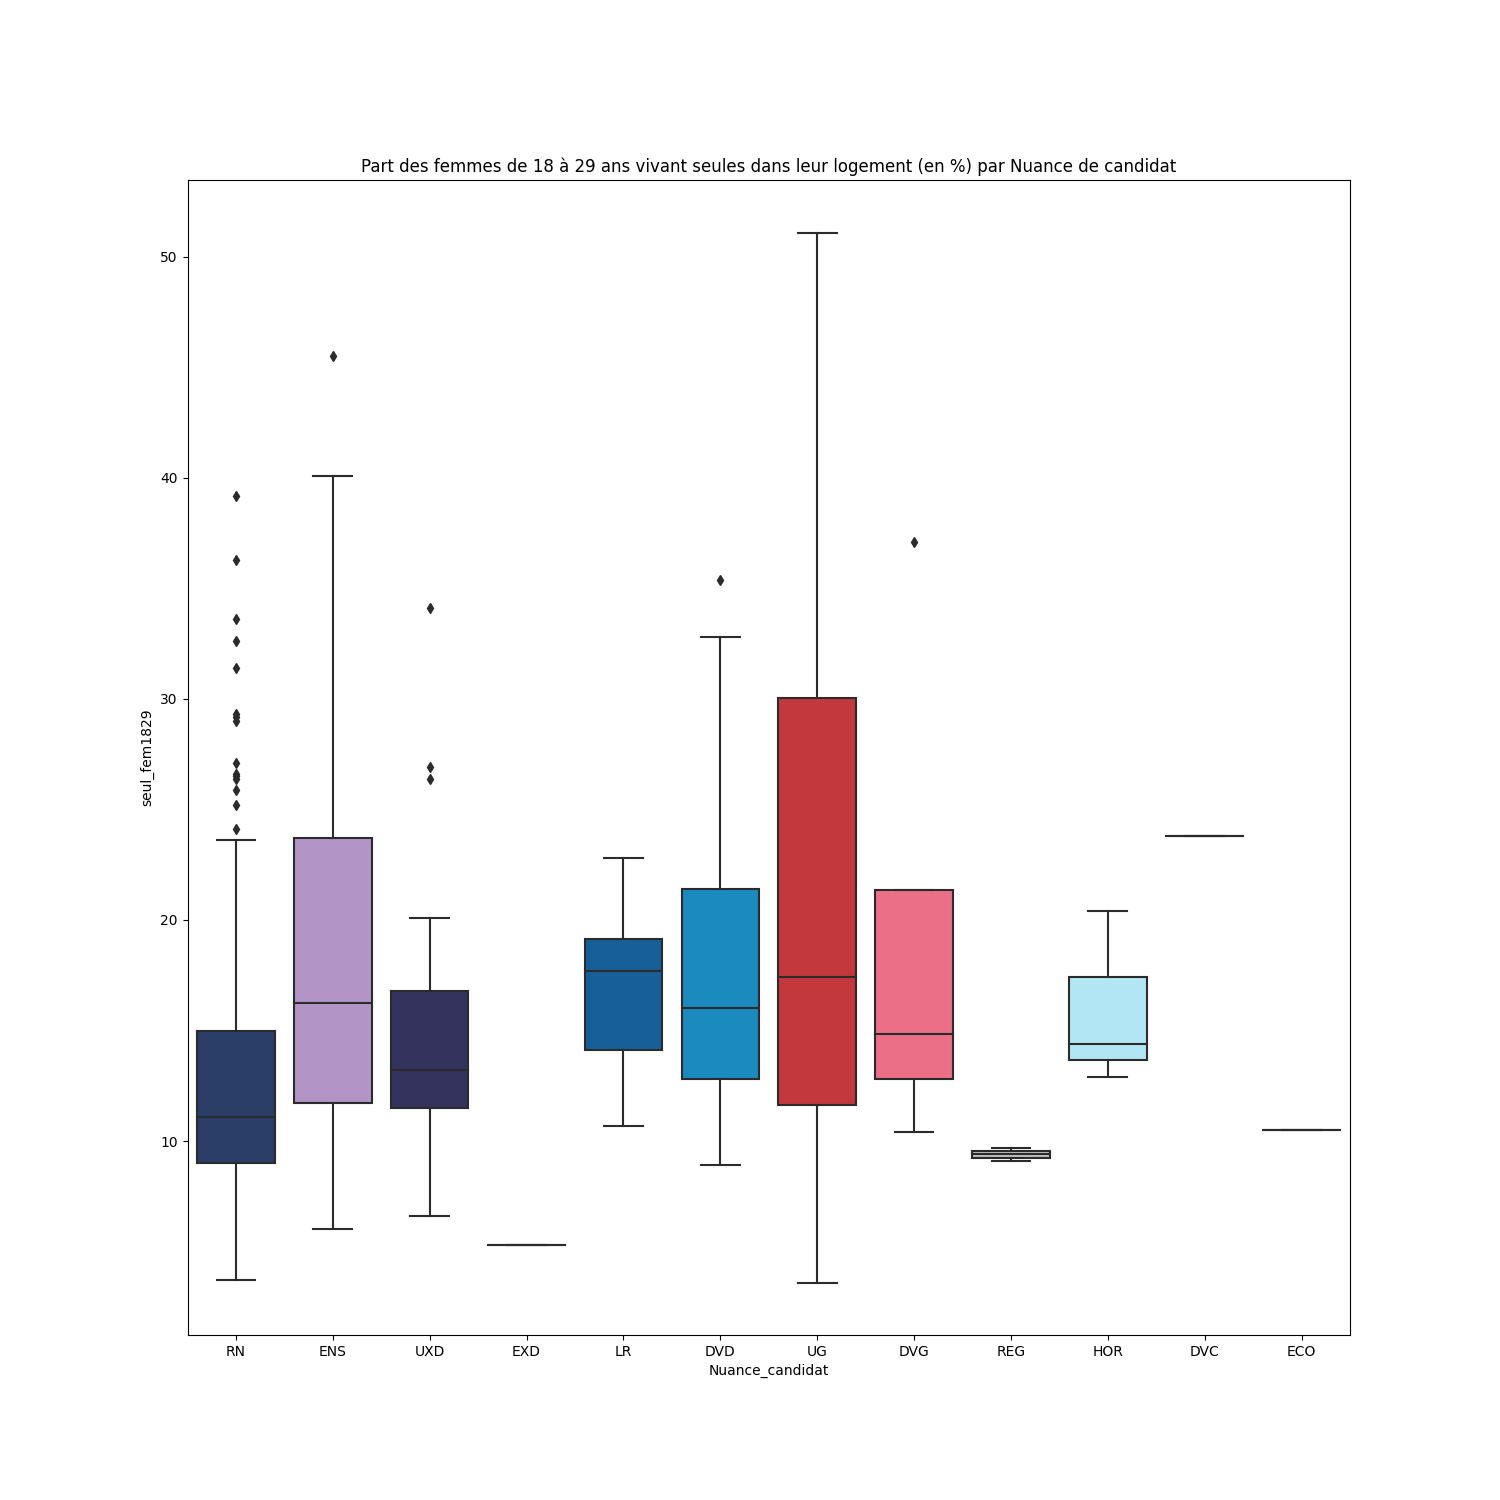 Part des femmes de 18 à 29 ans vivant seules dans leur logement (en %) par Nuance de candidat
50
40
30
20
10
seul_fem1829
RN ENS UXD EXD LR DVD UG DVG REG HOR DVC ECO
Nuance_candidat